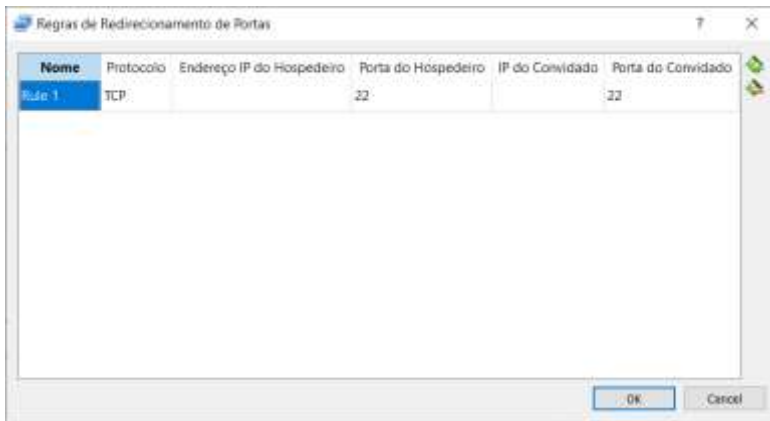 Regras de Redirecionamento de Portas
? ×
Nome Protocolo Endereço IP do Hospedeiro Porta do Hospedeiro IP do Convidado Porta do Convidado
Rule 1 TCP 22 22
OK Cancel